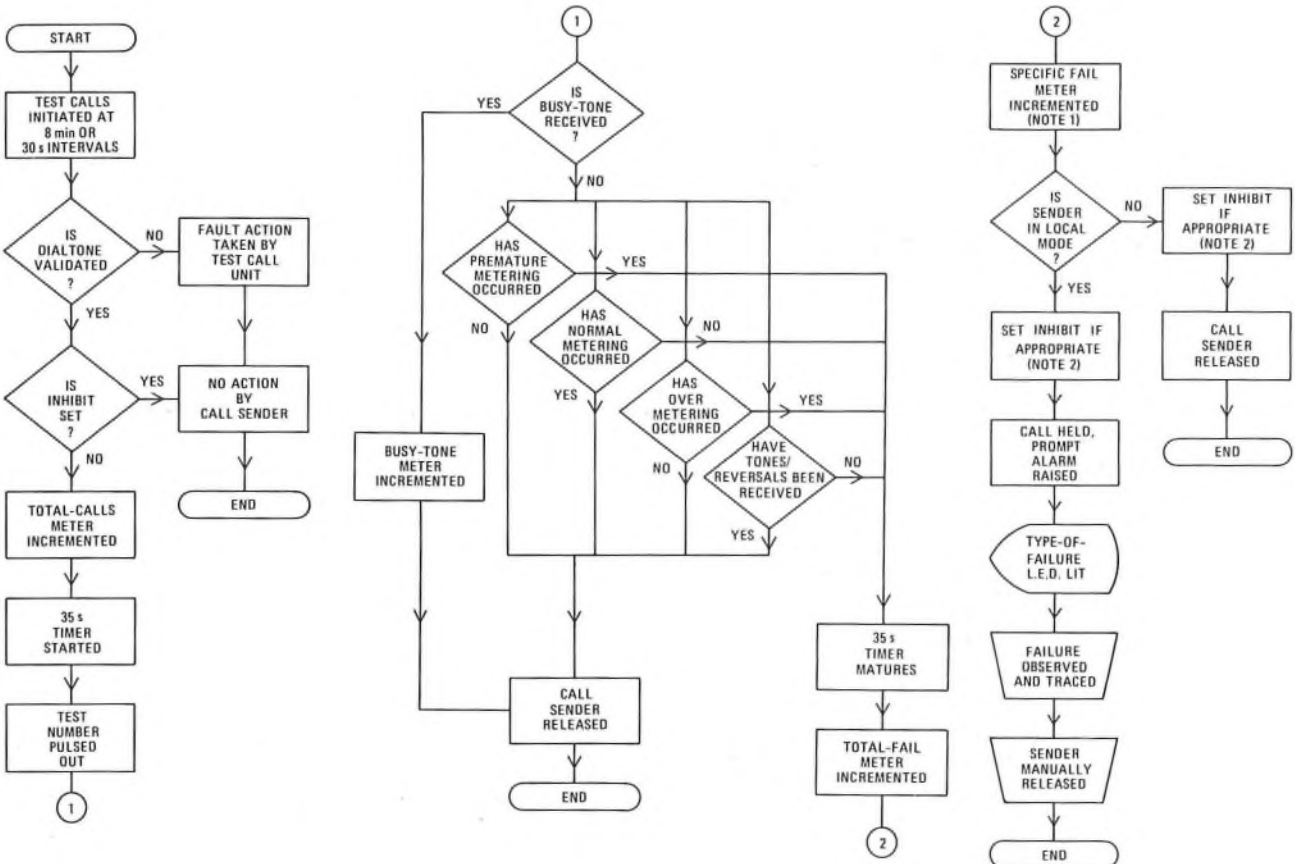 START
TEST CALLS
INITIATED AT
8 min OR
30 s INTERVALS
IS
DIALTONE
VALIDATED
?
NO
FAULT ACTION
TAKEN BY
TEST CALL
UNIT
YES
IS
INHIBIT
SET
?
YES
NO ACTION
BY
CALL SENDER
END
NO
TOTAL-CALLS
METER
INCREMENTED
35 s
TIMER
STARTED
TEST
NUMBER
PULSED
OUT
1
1
IS
BUSY-TONE
RECEIVED
?
YES
NO
HAS
PREMATURE
METERING
OCCURRED
YES
NO
HAS
NORMAL
METERING
OCCURRED
NO
YES
HAS
OVER
METERING
OCCURRED
YES
NO
HAVE
TONES/
REVERSALS BEEN
RECEIVED
NO
YES
BUSY-TONE
METER
INCREMENTED
CALL
SENDER
RELEASED
END
35 s
TIMER
MATURES
TOTAL-FAIL
METER
INCREMENTED
2
2
SPECIFIC FAIL
METER
INCREMENTED
(NOTE 1)
IS
SENDER
IN LOCAL
MODE
?
NO
SET INHIBIT
IF
APPROPRIATE
(NOTE 2)
CALL
SENDER
RELEASED
END
YES
SET INHIBIT IF
APPROPRIATE
(NOTE 2)
CALL HELD,
PROMPT
ALARM
RAISED
TYPE-OF-
FAILURE
L.E.D. LIT
FAILURE
OBSERVED
AND TRACED
SENDER
MANUALLY
RELEASED
END